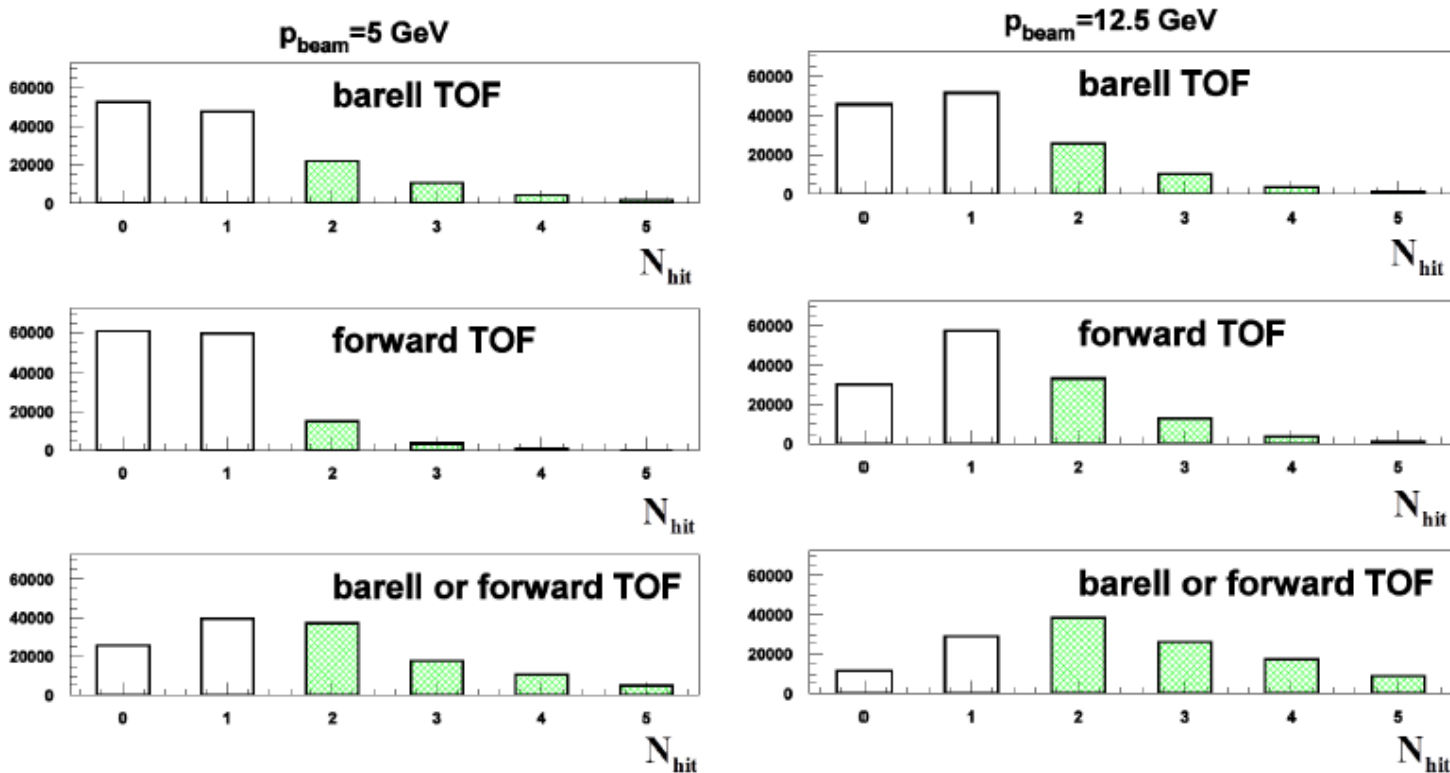 p_beam=5 GeV
barell TOF
60000
40000
20000
0
0 1 2 3 4 5
N_hit
forward TOF
60000
40000
20000
0
0 1 2 3 4 5
N_hit
barell or forward TOF
60000
40000
20000
0
0 1 2 3 4 5
N_hit
p_beam=12.5 GeV
barell TOF
60000
40000
20000
0
0 1 2 3 4 5
N_hit
forward TOF
60000
40000
20000
0
0 1 2 3 4 5
N_hit
barell or forward TOF
60000
40000
20000
0
0 1 2 3 4 5
N_hit